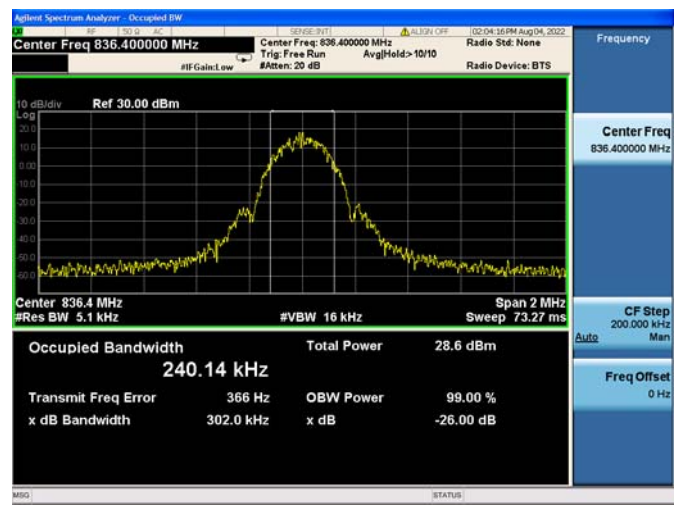 Agilent Spectrum Analyzer - Occupied BW
RF 50 Ω AC SENSE:INT ALIGN OFF 02:04:16 PM Aug 04, 2022
Center Freq 836.400000 MHz
Center Freq: 836.400000 MHz
Radio Std: None
Trig: Free Run Avg|Hold:>10/10
#IFGain:Low #Atten: 20 dB Radio Device: BTS
Frequency
10 dB/div Ref 30.00 dBm
Log
20.0
10.0
0.00
-10.0
-20.0
-30.0
-40.0
-50.0
-60.0
Center 836.4 MHz Span 2 MHz
#Res BW 5.1 kHz #VBW 16 kHz Sweep 73.27 ms
Occupied Bandwidth Total Power 28.6 dBm
240.14 kHz
Transmit Freq Error 366 Hz OBW Power 99.00 %
x dB Bandwidth 302.0 kHz x dB -26.00 dB
Center Freq
836.400000 MHz
CF Step
200.000 kHz
Auto Man
Freq Offset
0 Hz
MSG STATUS